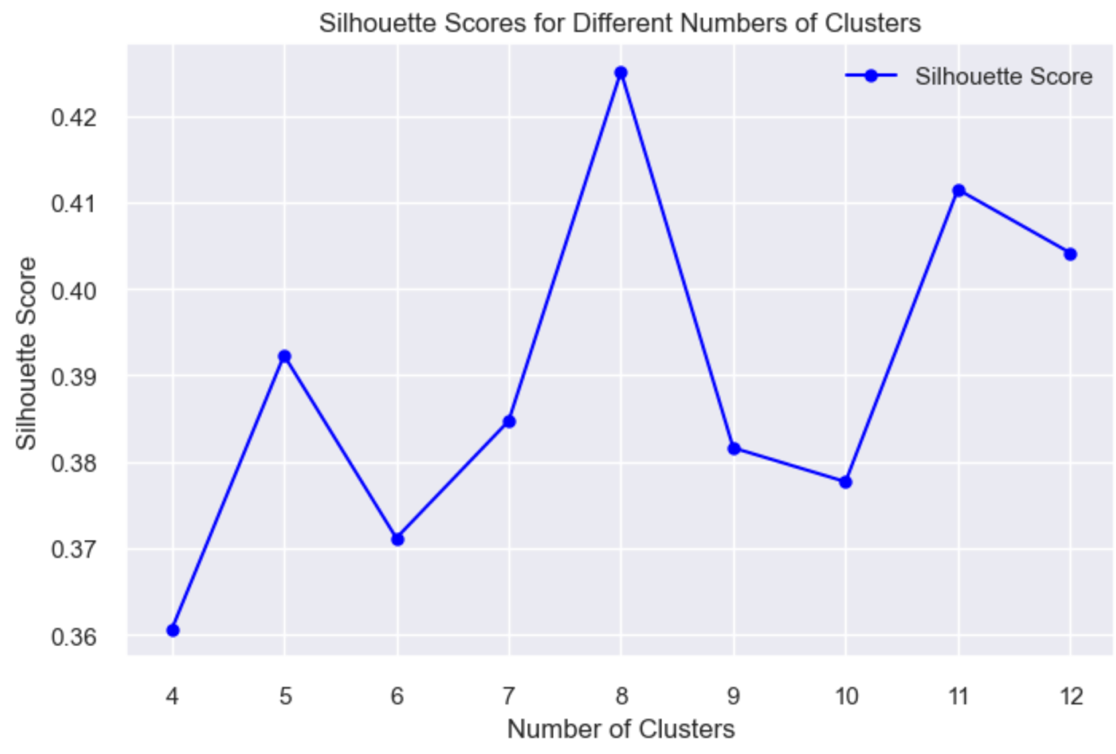 Silhouette Scores for Different Numbers of Clusters
Silhouette Score
0.42
0.41
0.40
0.39
0.38
0.37
0.36
Silhouette Score
4 5 6 7 8 9 10 11 12
Number of Clusters